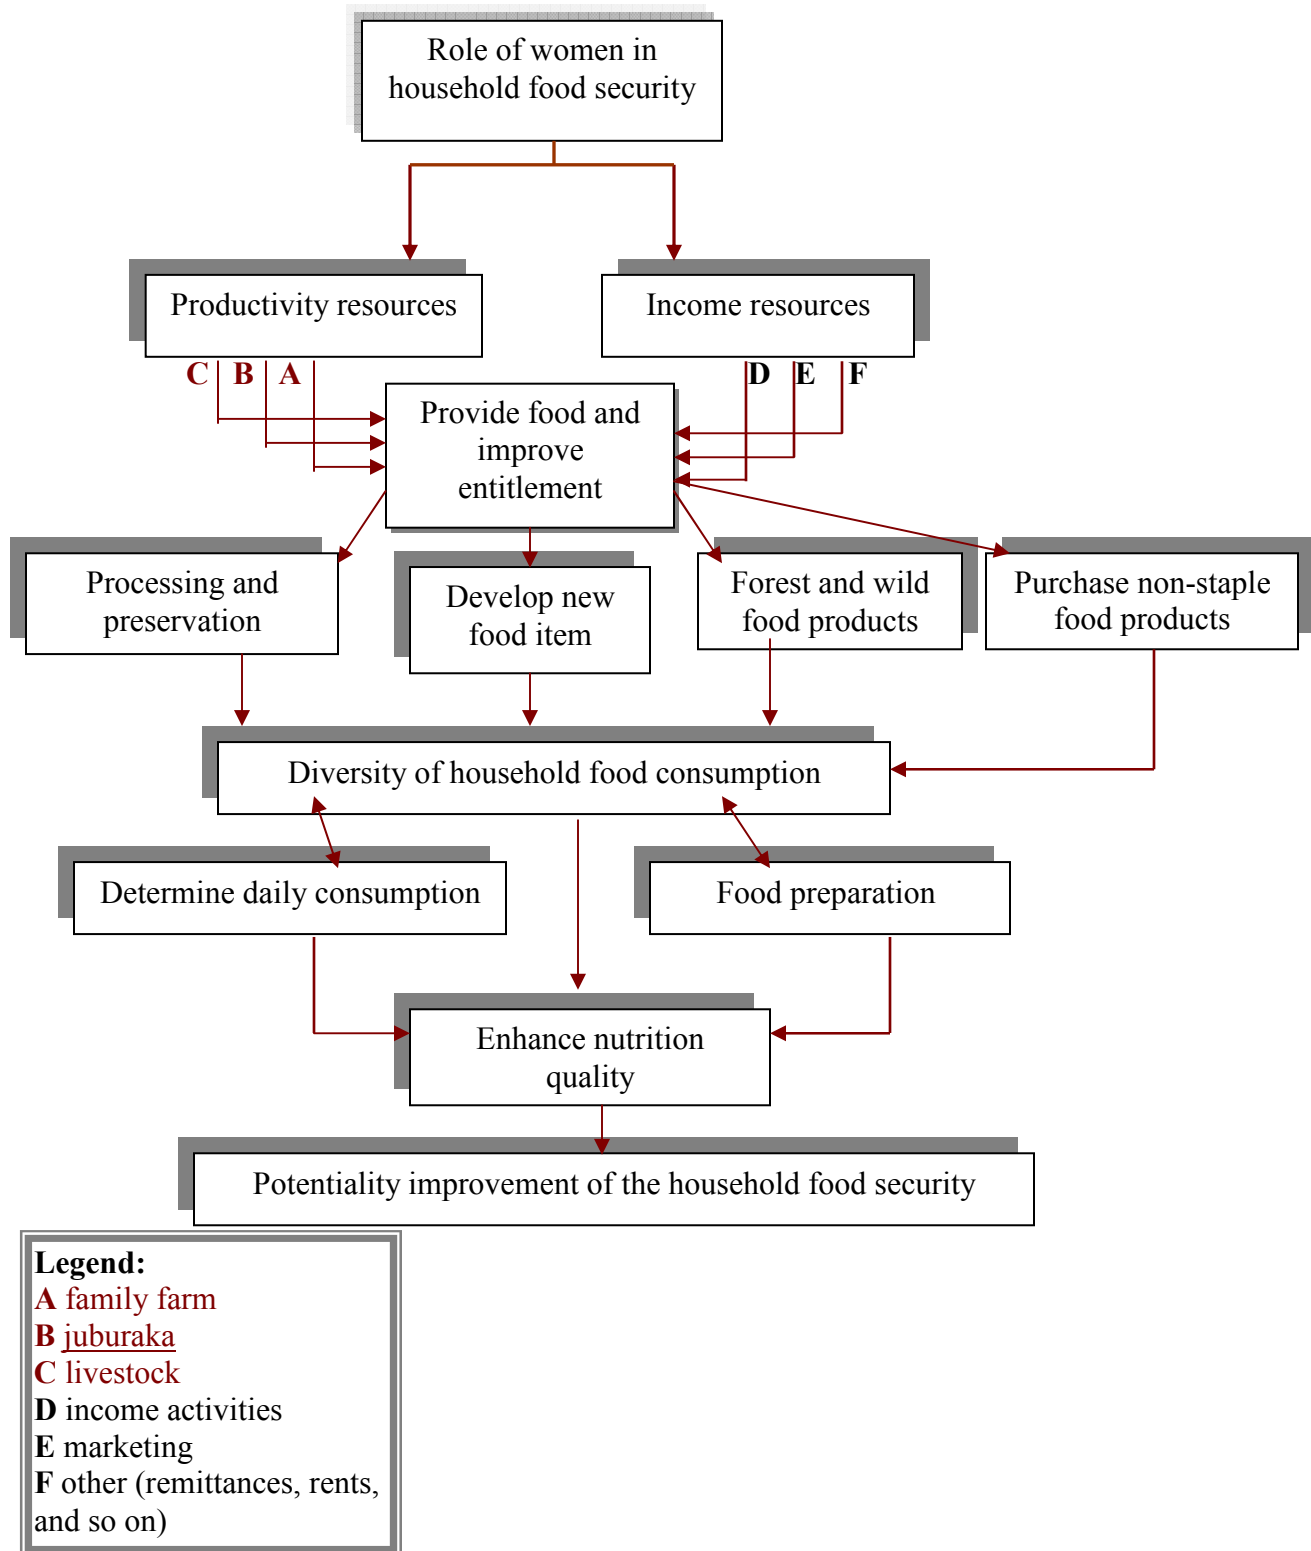 Role of women in
household food security
Productivity resources
Income resources
C B A
D E F
Provide food and
improve
entitlement
Processing and
preservation
Develop new
food item
Forest and wild
food products
Purchase non-staple
food products
Diversity of household food consumption
Determine daily consumption
Food preparation
Enhance nutrition
quality
Potentiality improvement of the household food security
Legend:
A family farm
B juburaka
C livestock
D income activities
E marketing
F other (remittances, rents,
and so on)